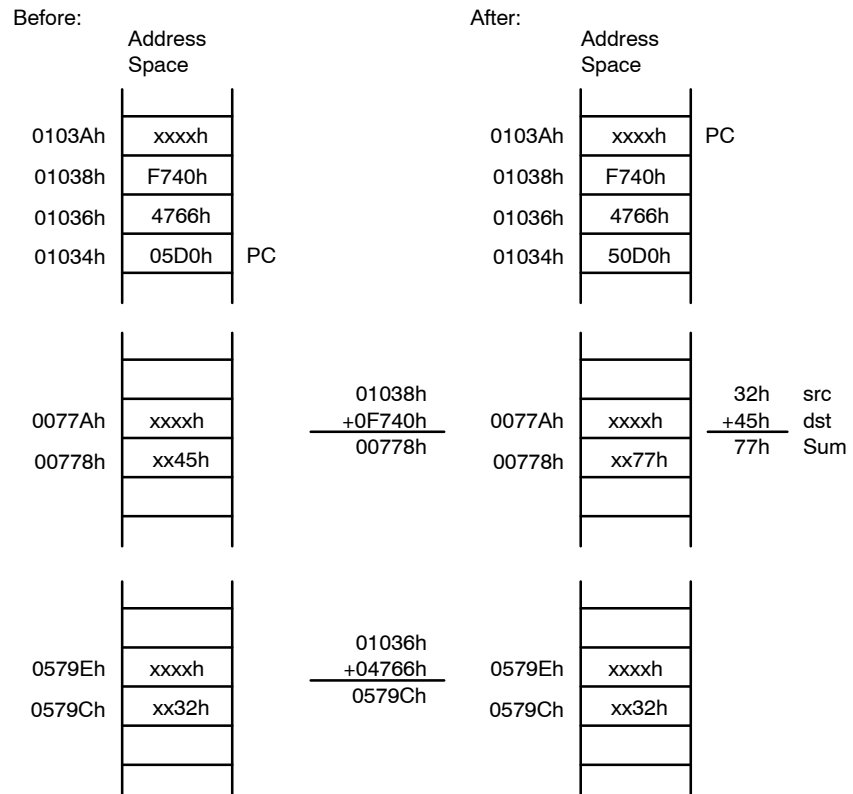 Before:
After:
Address
Space
Address
Space
0103Ah xxxxh
0103Ah xxxxh PC
01038h F740h
01038h F740h
01036h 4766h
01036h 4766h
01034h 05D0h PC
01034h 50D0h
01038h
32h src
0077Ah xxxxh
+0F740h
0077Ah xxxxh
+45h dst
00778h xx45h
00778h
00778h xx77h
77h Sum
01036h
0579Eh xxxxh
+04766h
0579Eh xxxxh
0579Ch xx32h
0579Ch
0579Ch xx32h